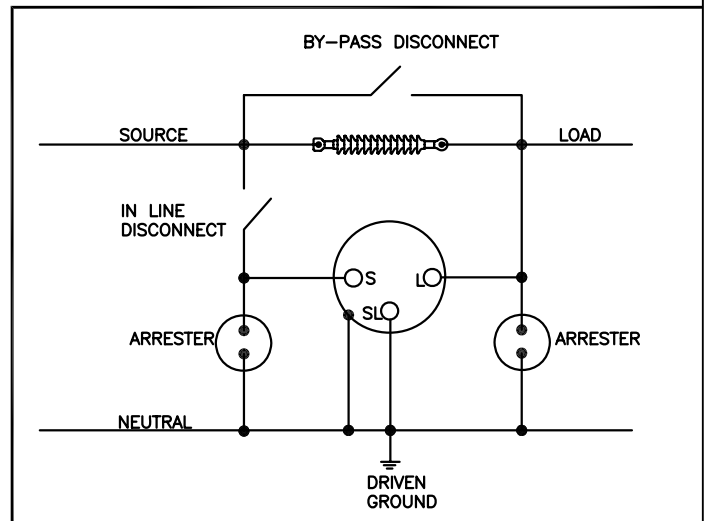 BY-PASS DISCONNECT
SOURCE
LOAD
IN LINE
DISCONNECT
S
L
SL
ARRESTER
ARRESTER
NEUTRAL
DRIVEN
GROUND